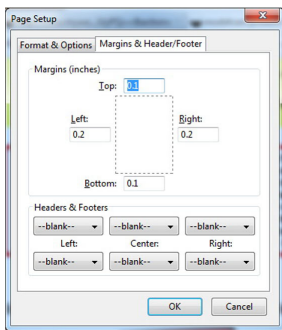 Page Setup
Format & Options Margins & Header/Footer
Margins (inches)
Top: 0.1
Left: Right:
0.2 0.2
Bottom: 0.1
Headers & Footers
--blank-- --blank-- --blank--
Left: Center: Right:
--blank-- --blank-- --blank--
OK Cancel